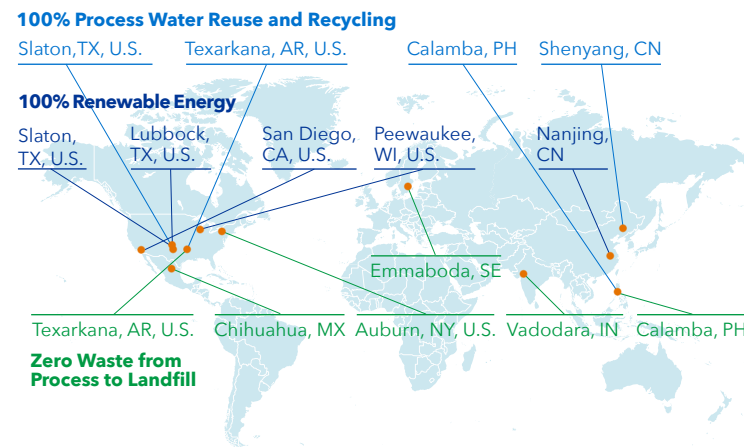 100% Process Water Reuse and Recycling
Slaton,TX, U.S.
Texarkana, AR, U.S.
Calamba, PH
Shenyang, CN
100% Renewable Energy
Slaton,
TX, U.S.
Lubbock,
TX, U.S.
San Diego,
CA, U.S.
Peewaukee,
WI, U.S.
Nanjing,
CN
Emmaboda, SE
Texarkana, AR, U.S.
Chihuahua, MX
Auburn, NY, U.S.
Vadodara, IN
Calamba, PH
Zero Waste from
Process to Landfill